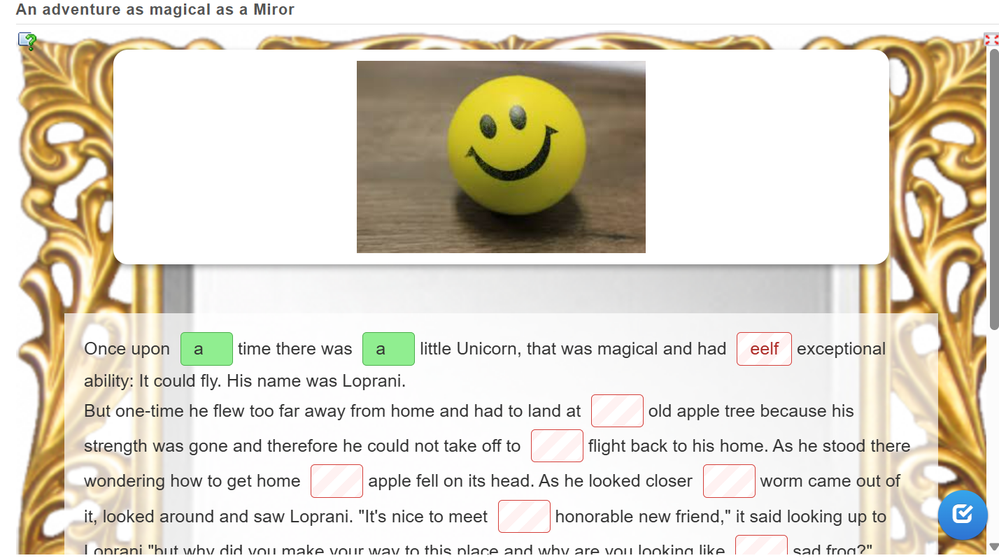 An adventure as magical as a Miror
Once upon a time there was a little Unicorn, that was magical and had eelf exceptional
ability: It could fly. His name was Loprani.
But one-time he flew too far away from home and had to land at old apple tree because his
strength was gone and therefore he could not take off to flight back to his home. As he stood there
wondering how to get home apple fell on its head. As he looked closer worm came out of
it, looked around and saw Loprani. "It's nice to meet honorable new friend," it said looking up to
Loprani "but why did you make your way to this place and why are you looking like sad frog?"